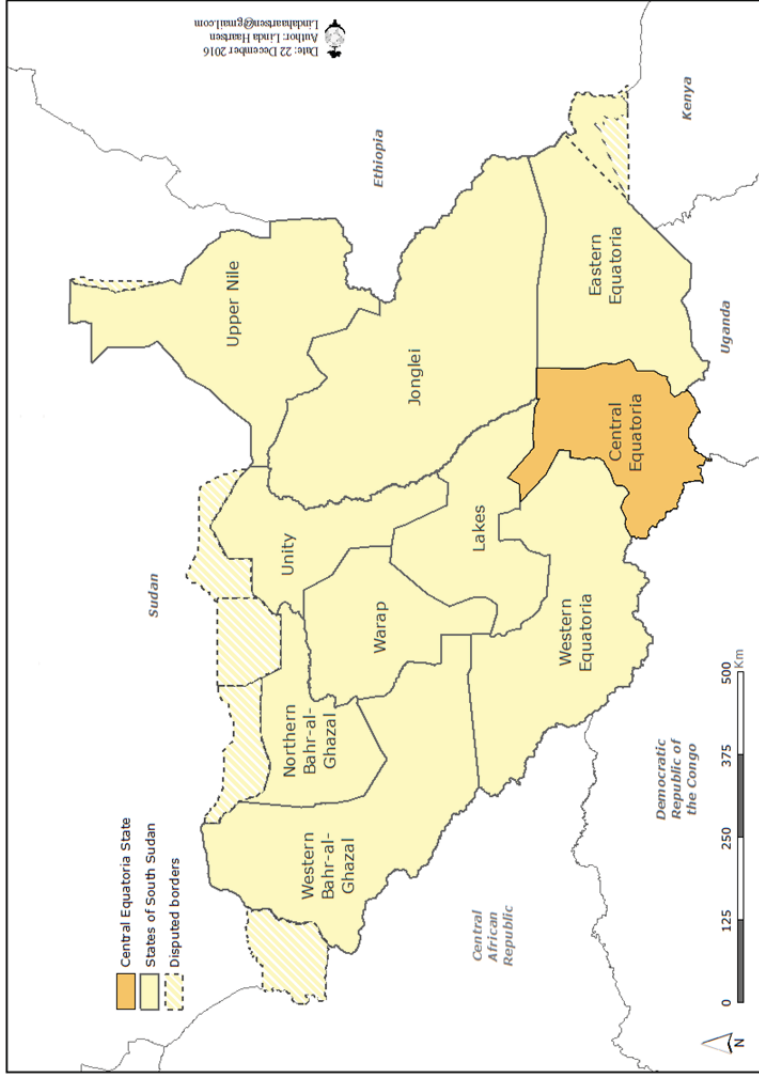 Date: 22 December 2016
Author: Linda Haartsen
Lindahaartsen@gmail.com
Central Equatoria State
States of South Sudan
Disputed borders
Sudan
Ethiopia
Kenya
Uganda
Democratic
Republic of
the Congo
Central
African
Republic
Upper Nile
Unity
Jonglei
Northern
Bahr-al-
Ghazal
Western
Bahr-al-
Ghazal
Warap
Lakes
Western
Equatoria
Central
Equatoria
Eastern
Equatoria
N
0 125 250 375 500
Km